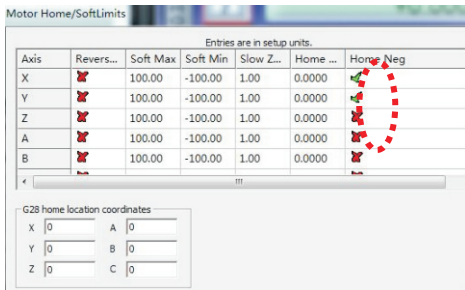 Motor Home/SoftLimits
Entries are in setup units.
Axis Revers... Soft Max Soft Min Slow Z... Home ... Home Neg
X 100.00 -100.00 1.00 0.0000
Y 100.00 -100.00 1.00 0.0000
Z 100.00 -100.00 1.00 0.0000
A 100.00 -100.00 1.00 0.0000
B 100.00 -100.00 1.00 0.0000
G28 home location coordinates
X 0 A 0
Y 0 B 0
Z 0 C 0